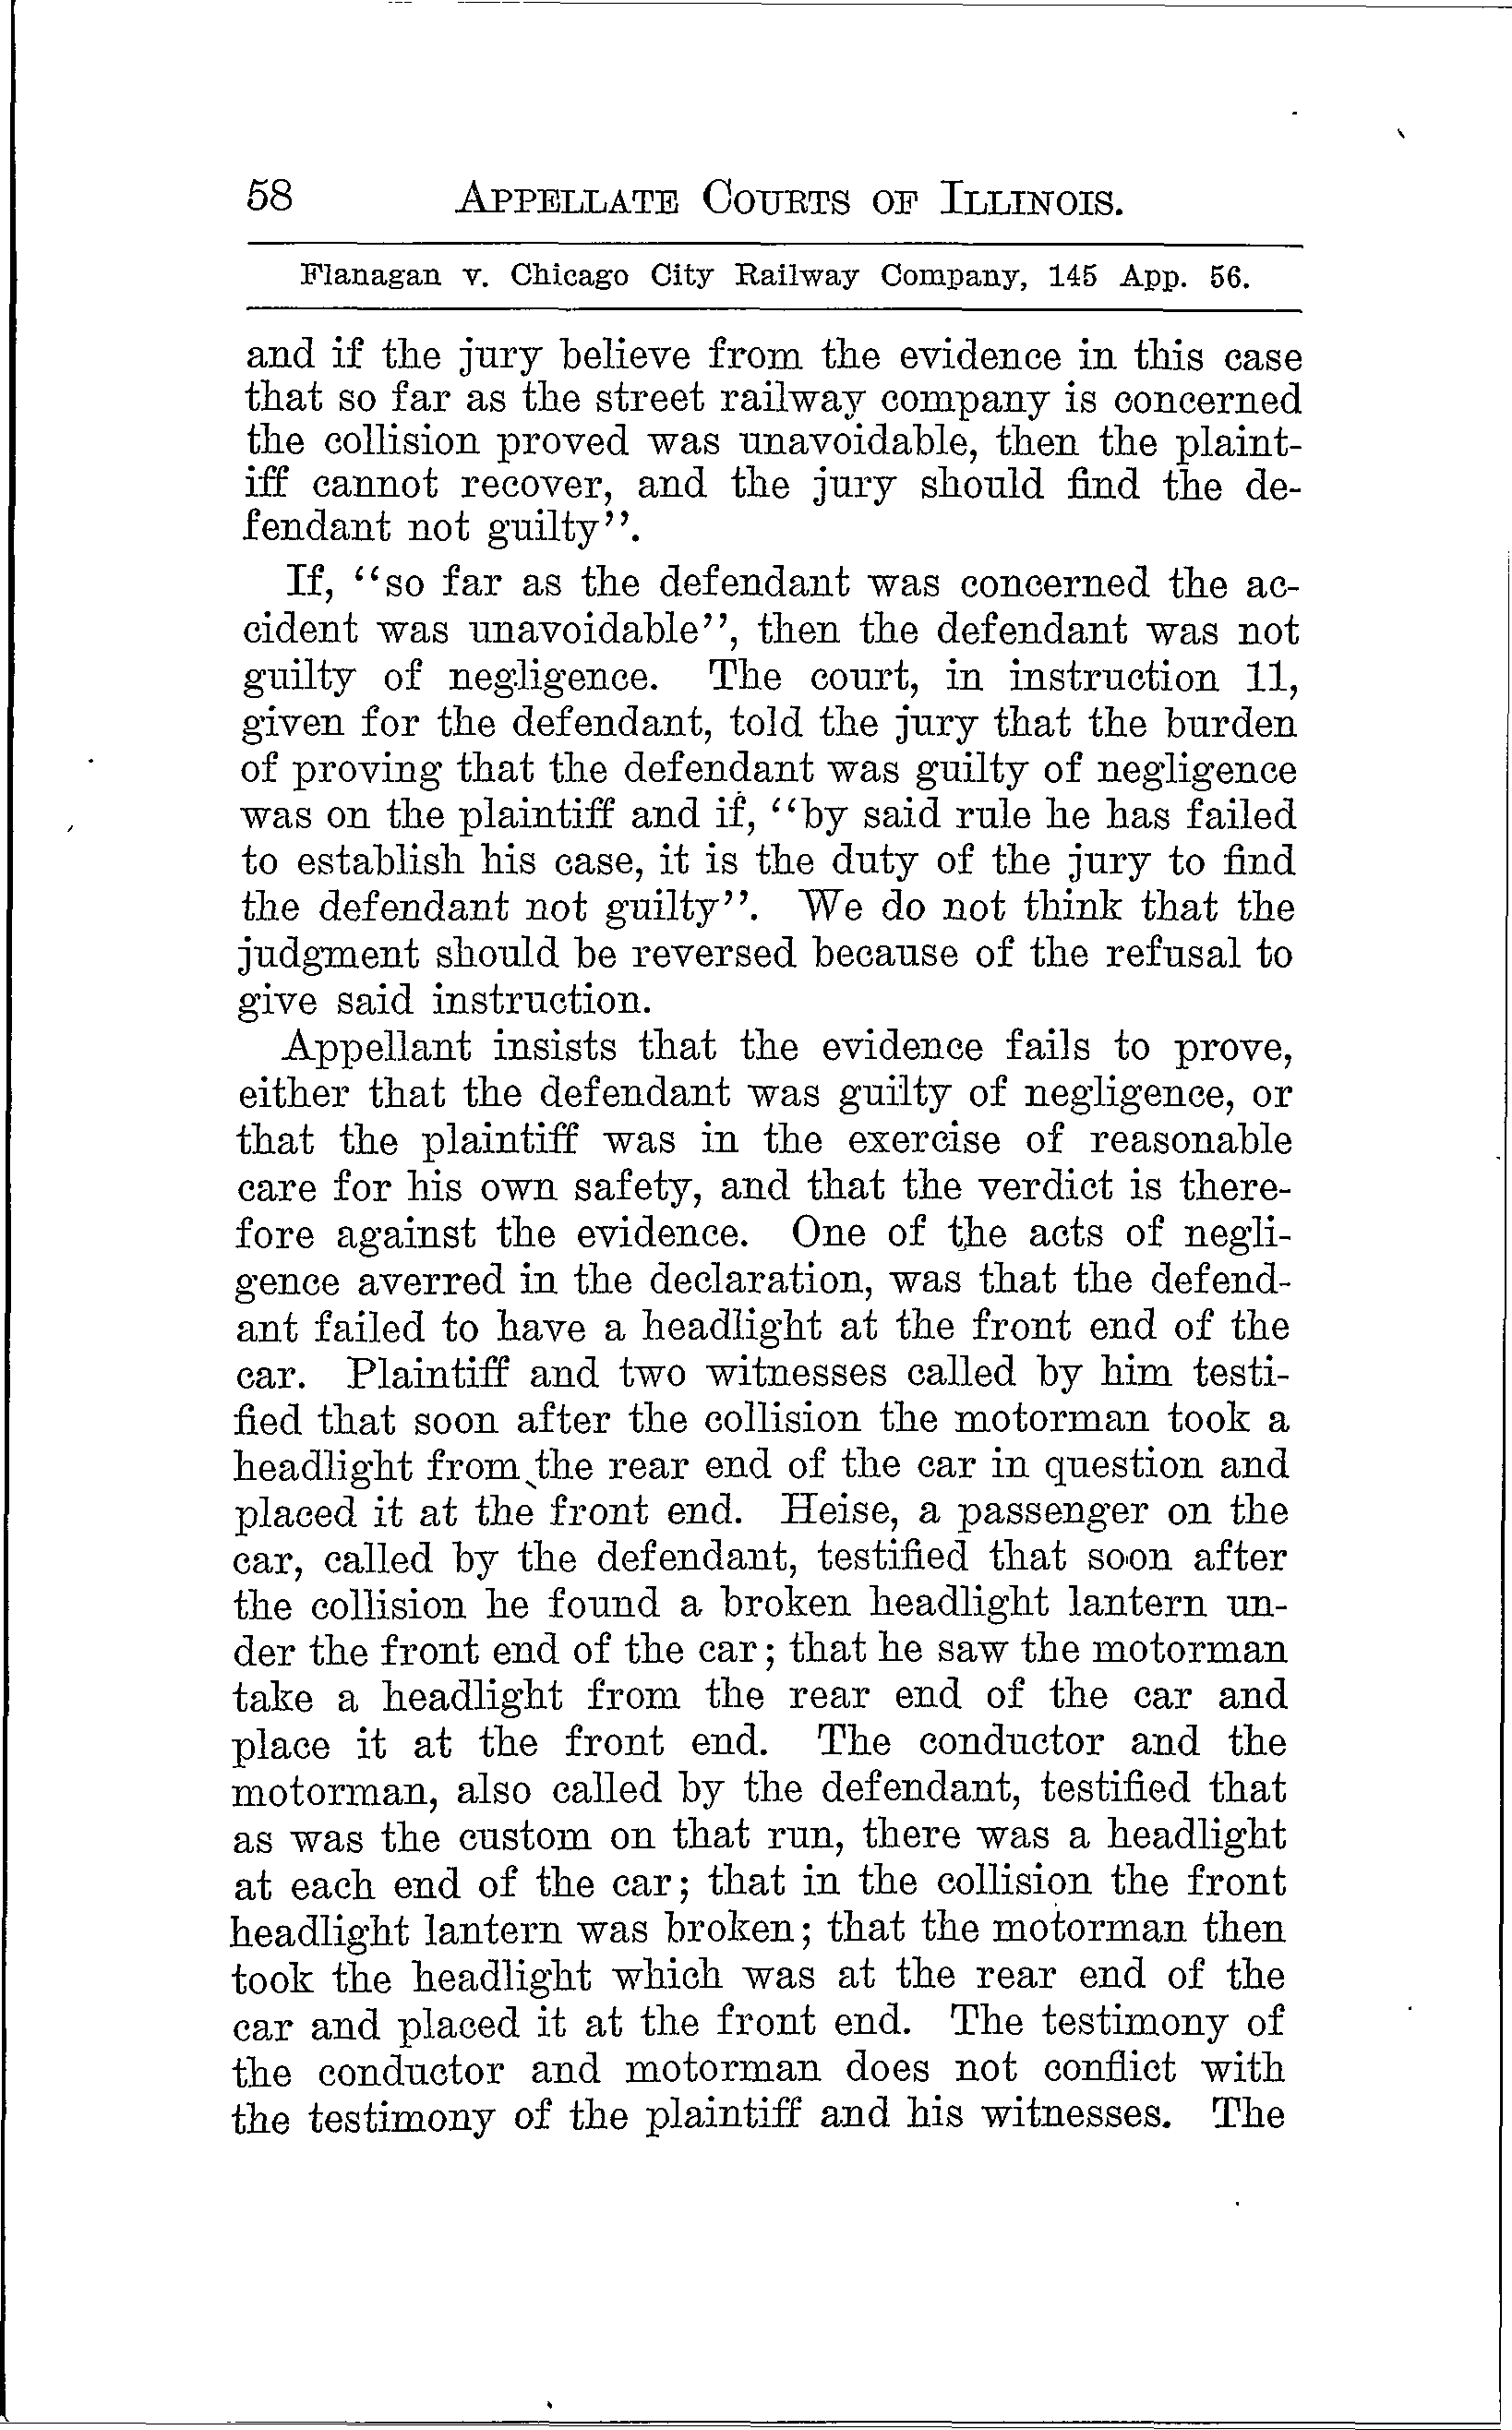 58 APPELLATE COURTS OF ILLINOIS.
Flanagan v. Chicago City Railway Company, 145 App. 56.
and if the jury believe from the evidence in this case
that so far as the street railway company is concerned
the collision proved was unavoidable, then the plaint-
iff cannot recover, and the jury should find the de-
fendant not guilty''.
If, ''so far as the defendant was concerned the ac-
cident was unavoidable'', then the defendant was not
guilty of negligence. The court, in instruction 11,
given for the defendant, told the jury that the burden
of proving that the defendant was guilty of negligence
was on the plaintiff and if, ''by said rule he has failed
to establish his case, it is the duty of the jury to find
the defendant not guilty''. We do not think that the
judgment should be reversed because of the refusal to
give said instruction.
Appellant insists that the evidence fails to prove,
either that the defendant was guilty of negligence, or
that the plaintiff was in the exercise of reasonable
care for his own safety, and that the verdict is there-
fore against the evidence. One of the acts of negli-
gence averred in the declaration, was that the defend-
ant failed to have a headlight at the front end of the
car. Plaintiff and two witnesses called by him testi-
fied that soon after the collision the motorman took a
headlight from the rear end of the car in question and
placed it at the front end. Heise, a passenger on the
car, called by the defendant, testified that soon after
the collision he found a broken headlight lantern un-
der the front end of the car; that he saw the motorman
take a headlight from the rear end of the car and
place it at the front end. The conductor and the
motorman, also called by the defendant, testified that
as was the custom on that run, there was a headlight
at each end of the car; that in the collision the front
headlight lantern was broken; that the motorman then
took the headlight which was at the rear end of the
car and placed it at the front end. The testimony of
the conductor and motorman does not conflict with
the testimony of the plaintiff and his witnesses. The